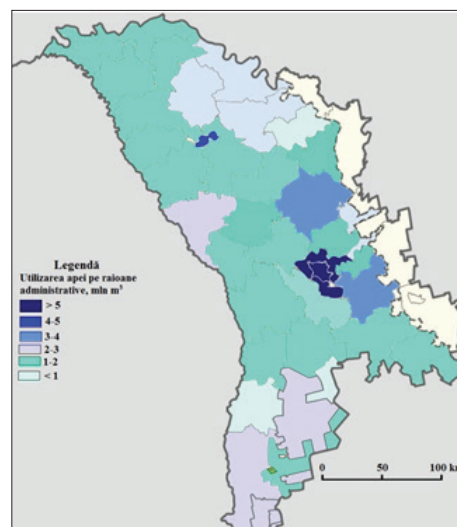 Legendă
Utilizarea apei pe raioane
administrative, mln m³
> 5
4-5
3-4
2-3
1-2
< 1
0 50 100 km